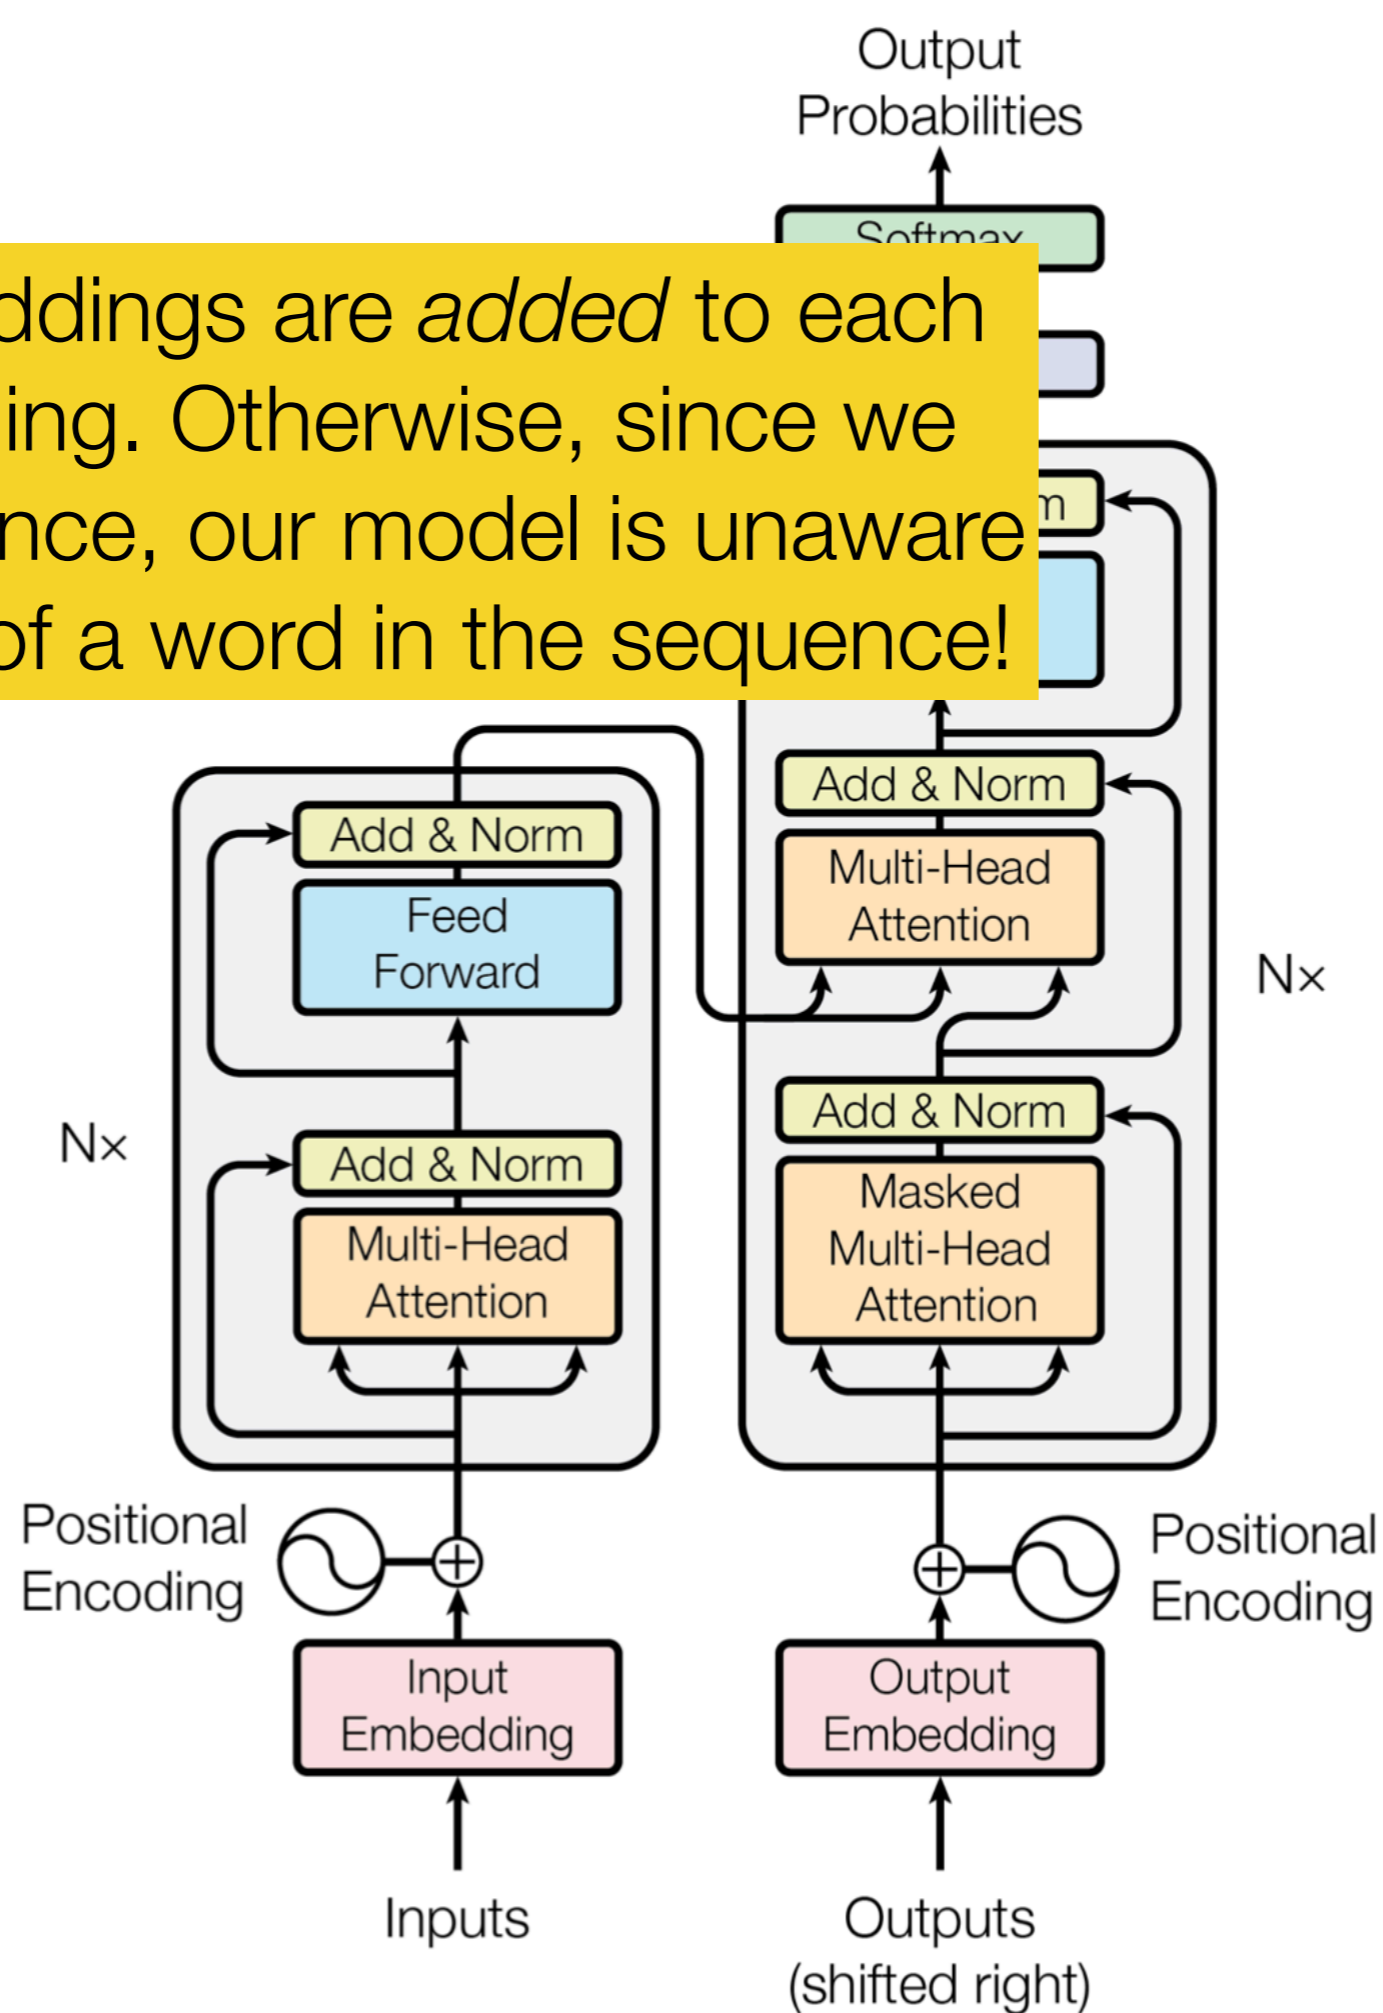 Output
Probabilities
Softmax
ddings are added to each
ing. Otherwise, since we
nce, our model is unaware
of a word in the sequence!
m
Add & Norm
Multi-Head
Attention
Nx
Add & Norm
Masked
Multi-Head
Attention
Add & Norm
Feed
Forward
Nx
Add & Norm
Multi-Head
Attention
Positional
Encoding
Positional
Encoding
Input
Embedding
Output
Embedding
Inputs
Outputs
(shifted right)